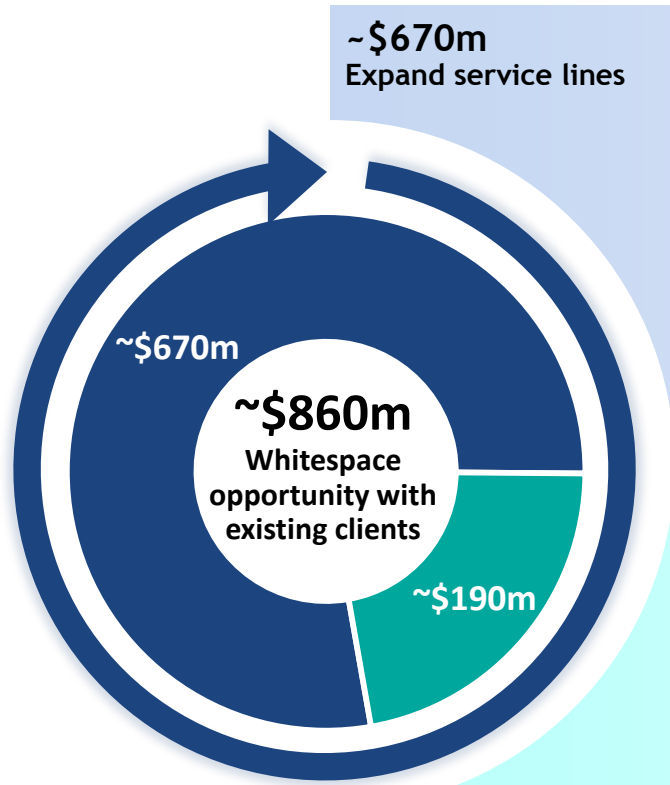 ~$670m
Expand service lines
~$670m
~$860m
Whitespace
opportunity with
existing clients
~$190m